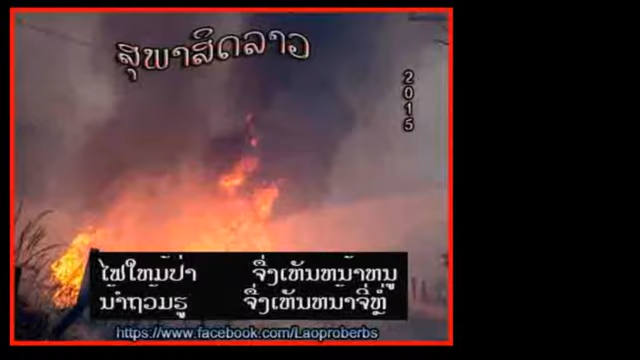 ສຸພາສິດລາວ
2015
ໄຟໃຫມ້ປ່າ ຈຶ່ງເຫັນຫນ້າຫນູ
ນ້ຳຖ້ວມຮູ ຈຶ່ງເຫັນຫນ້າຈີ່ຫຼໍ່
https://www.facebook.com/Laoproberbs